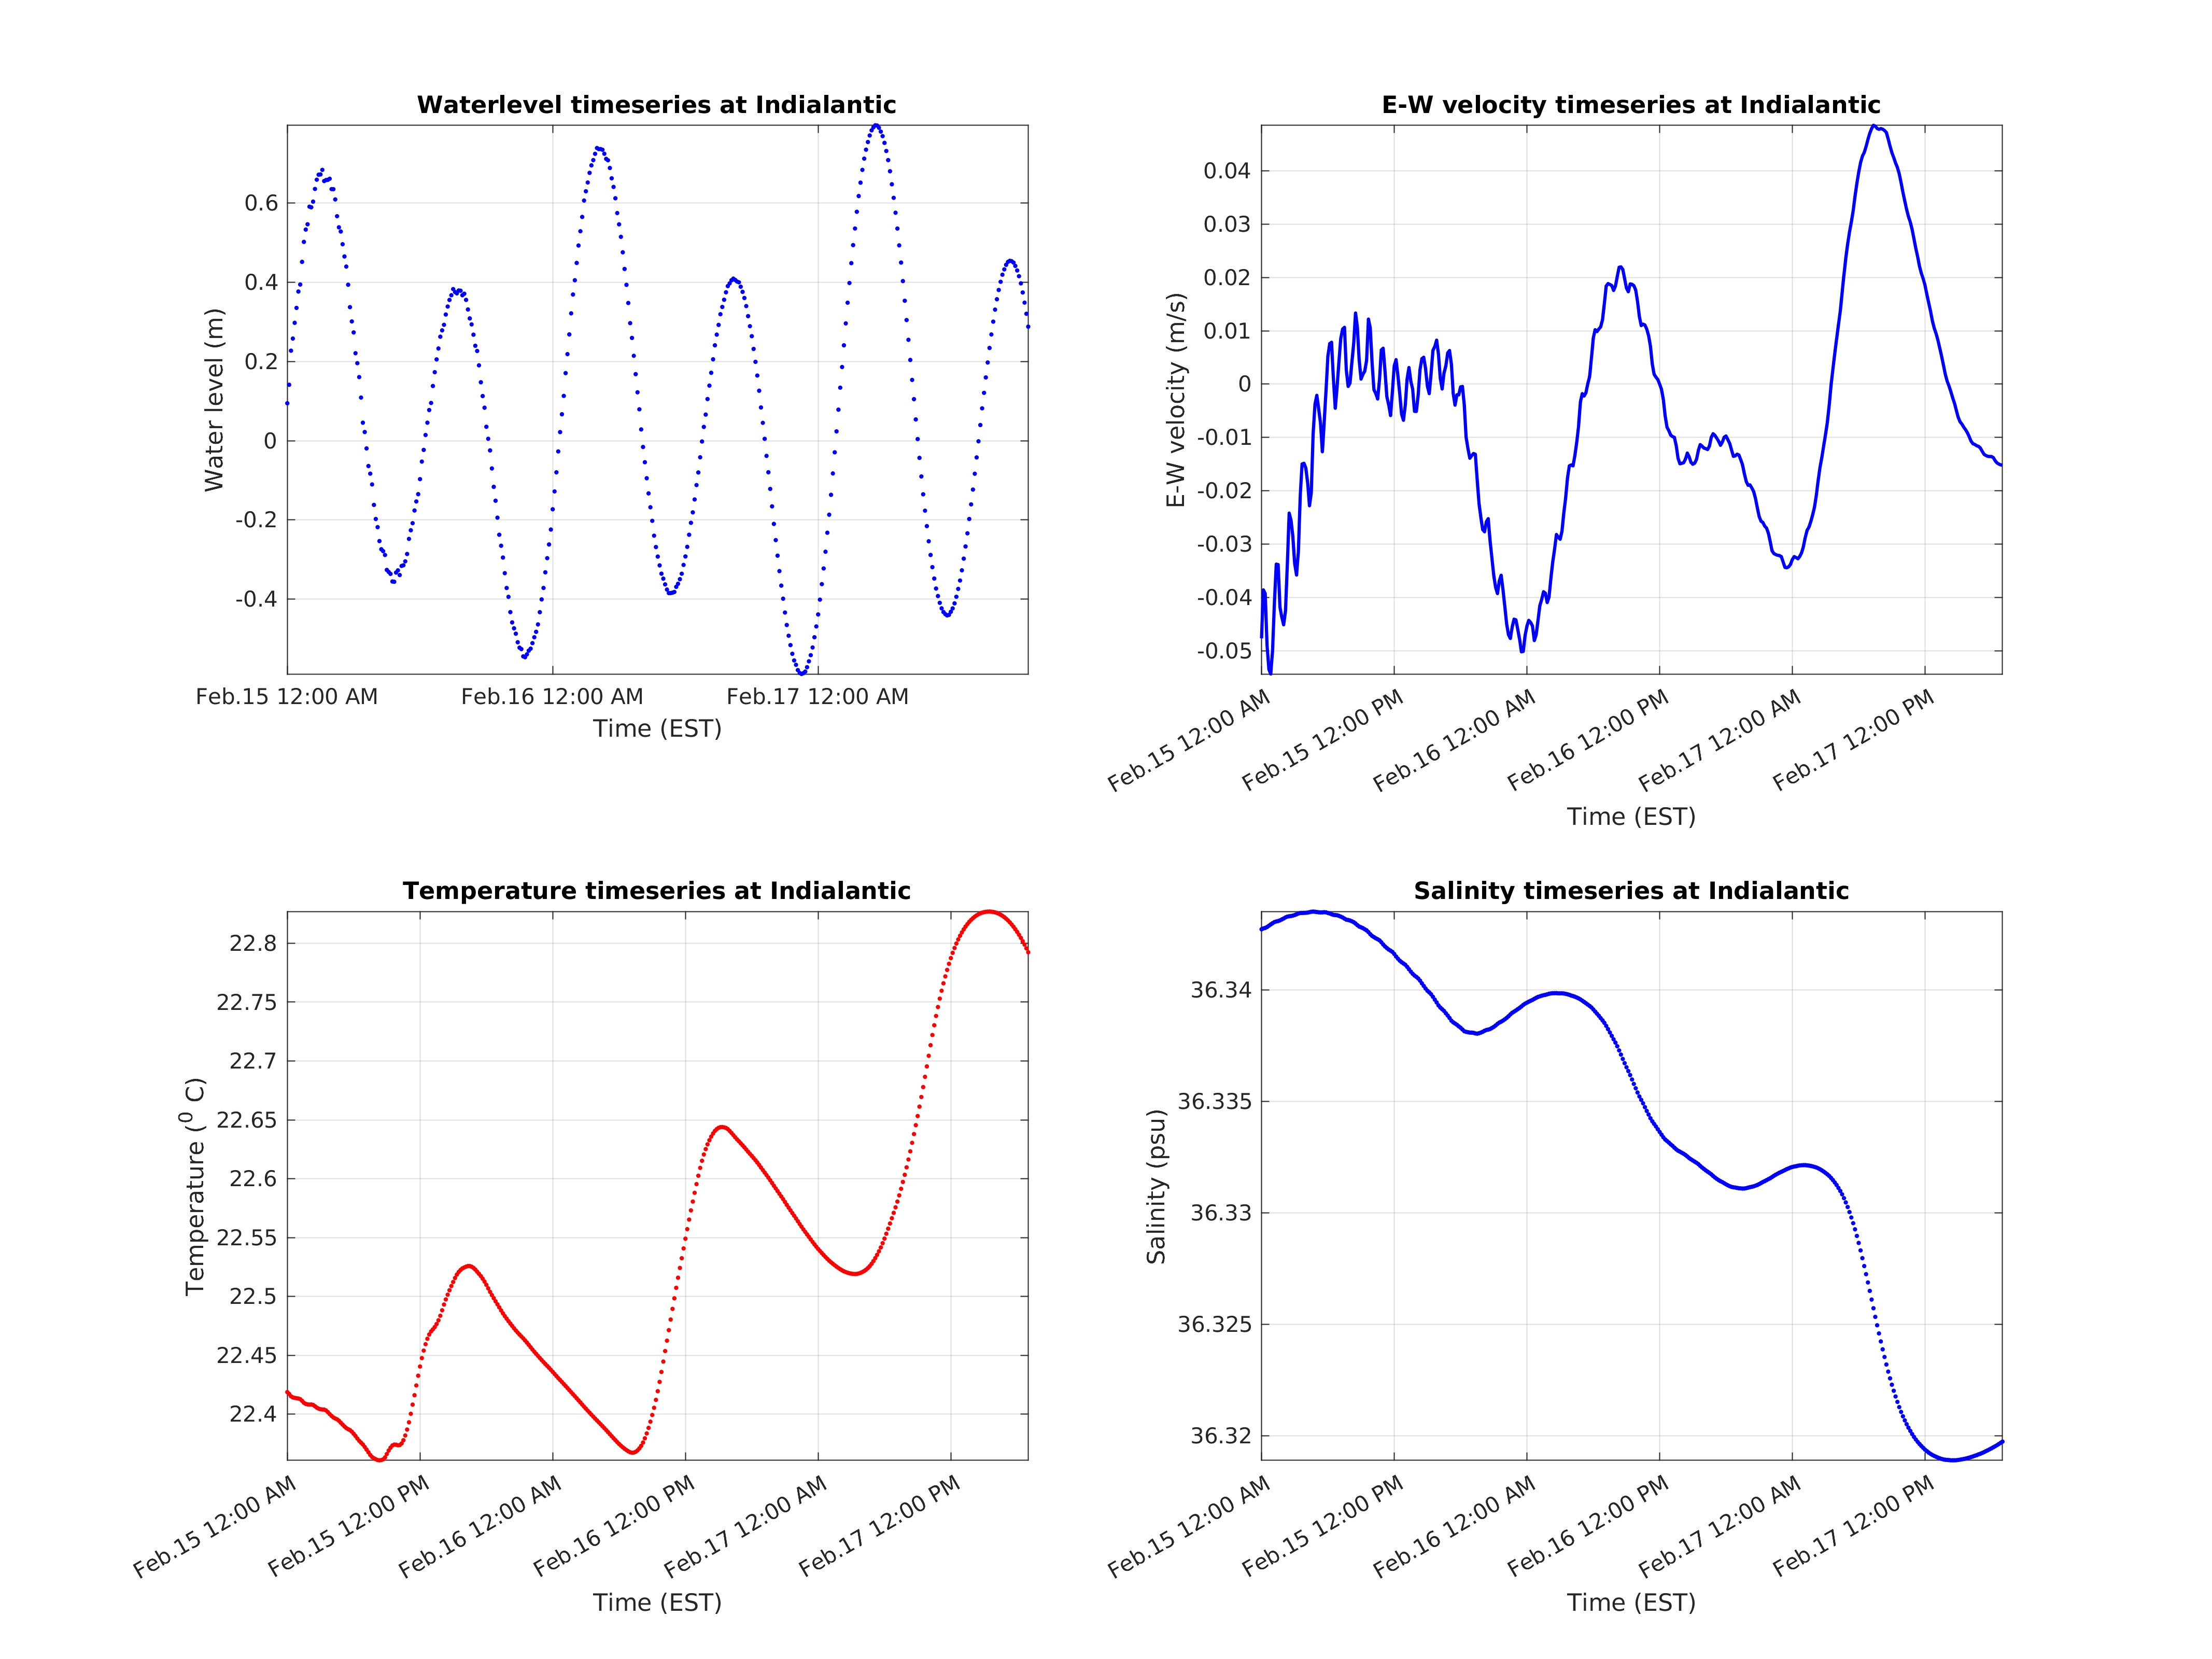 Waterlevel timeseries at Indialantic
Water level (m)
0.6
0.4
0.2
0
-0.2
-0.4
Feb.15 12:00 AM
Feb.16 12:00 AM
Feb.17 12:00 AM
Time (EST)
E-W velocity timeseries at Indialantic
E-W velocity (m/s)
0.04
0.03
0.02
0.01
0
-0.01
-0.02
-0.03
-0.04
-0.05
Feb.15 12:00 AM
Feb.15 12:00 PM
Feb.16 12:00 AM
Feb.16 12:00 PM
Feb.17 12:00 AM
Feb.17 12:00 PM
Time (EST)
Temperature timeseries at Indialantic
Temperature (⁰ C)
22.8
22.75
22.7
22.65
22.6
22.55
22.5
22.45
22.4
Feb.15 12:00 AM
Feb.15 12:00 PM
Feb.16 12:00 AM
Feb.16 12:00 PM
Feb.17 12:00 AM
Feb.17 12:00 PM
Time (EST)
Salinity timeseries at Indialantic
Salinity (psu)
36.34
36.335
36.33
36.325
36.32
Feb.15 12:00 AM
Feb.15 12:00 PM
Feb.16 12:00 AM
Feb.16 12:00 PM
Feb.17 12:00 AM
Feb.17 12:00 PM
Time (EST)